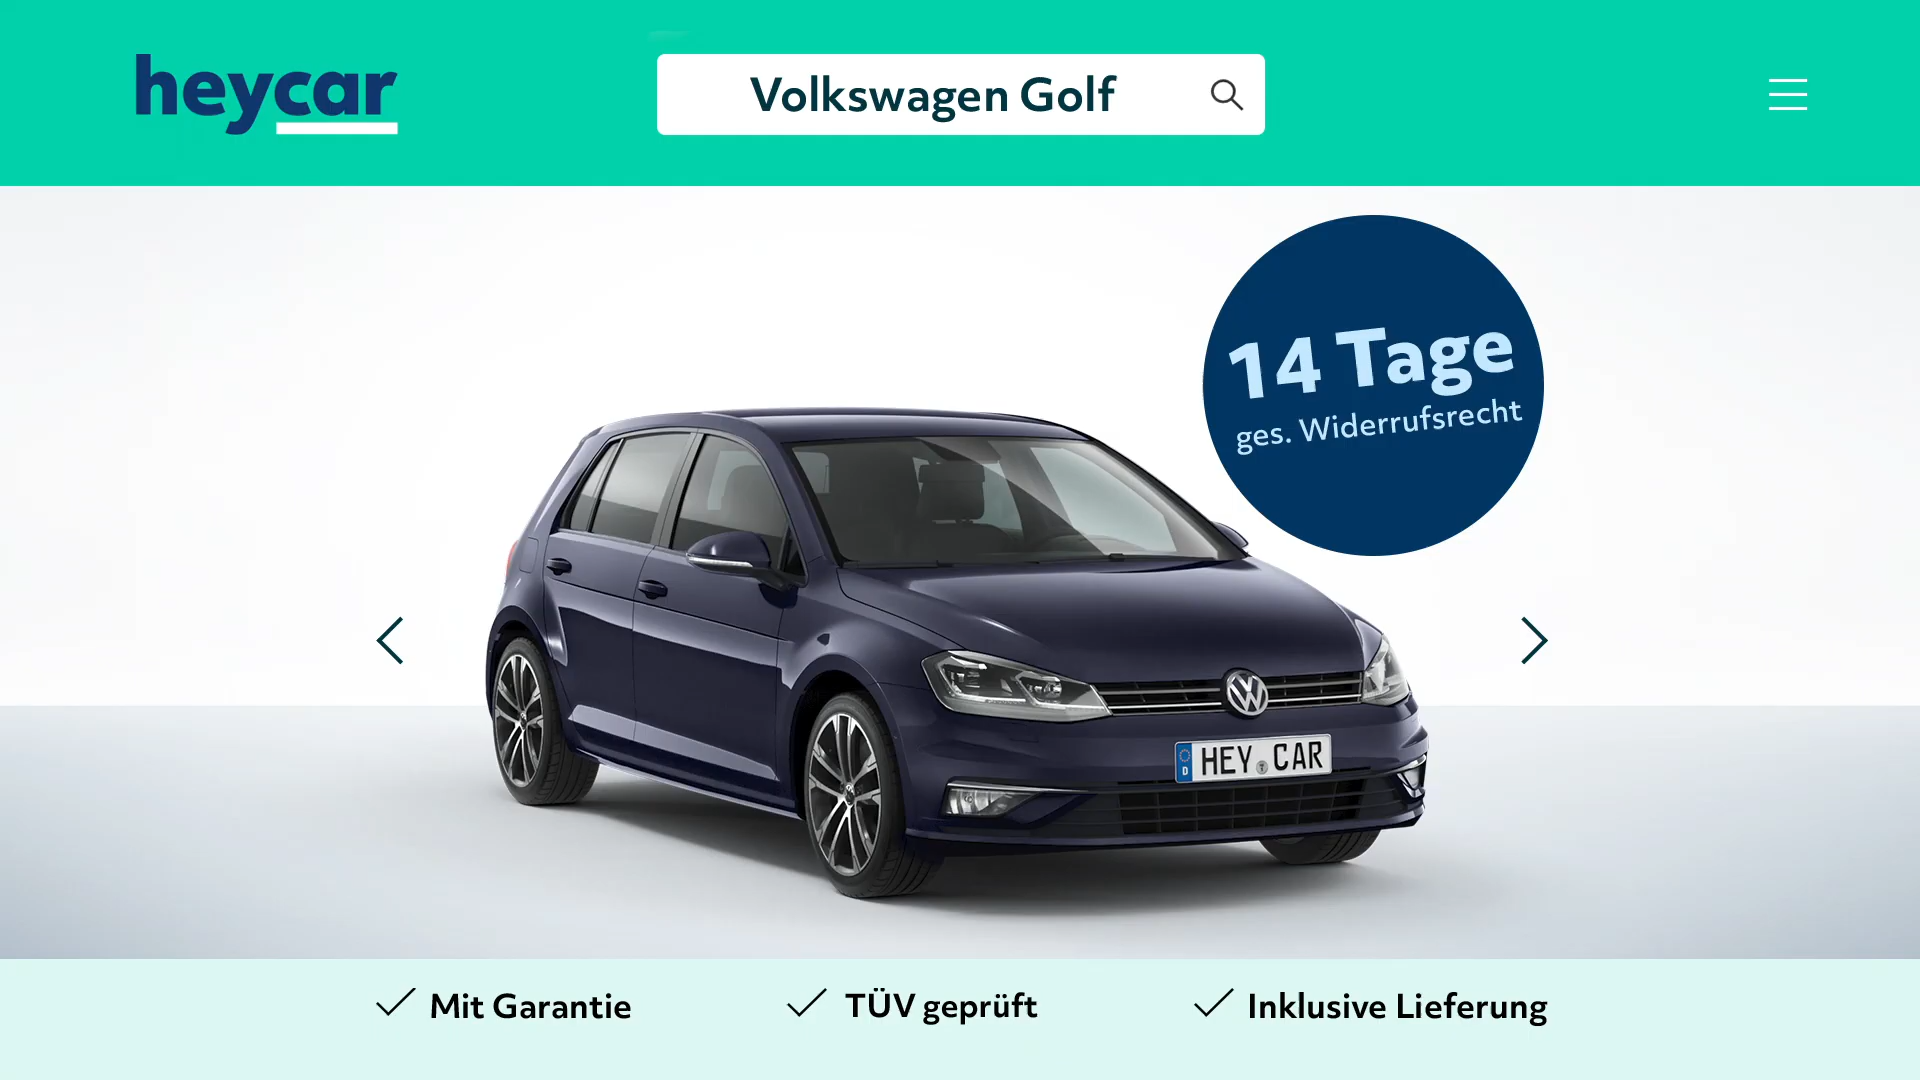 heycar
Volkswagen Golf
14 Tage
ges. Widerrufsrecht
D
HEY CAR
Mit Garantie
TÜV geprüft
Inklusive Lieferung